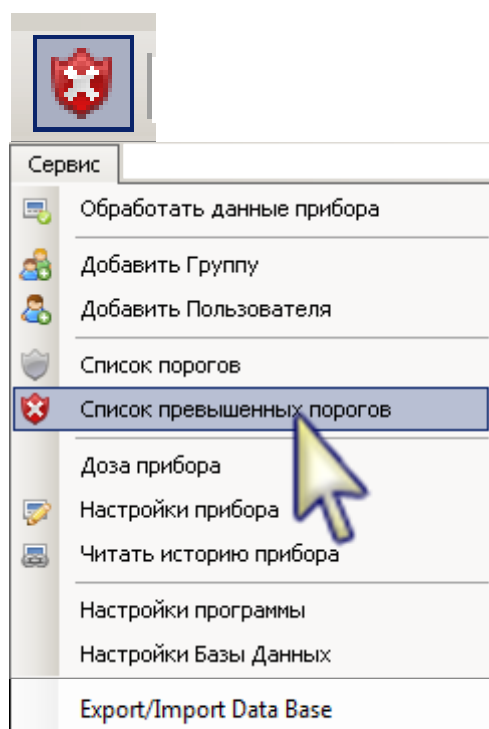 Сервис
Обработать данные прибора
Добавить Группу
Добавить Пользователя
Список порогов
Список превышенных порогов
Доза прибора
Настройки прибора
Читать историю прибора
Настройки программы
Настройки Базы Данных
Export/Import Data Base